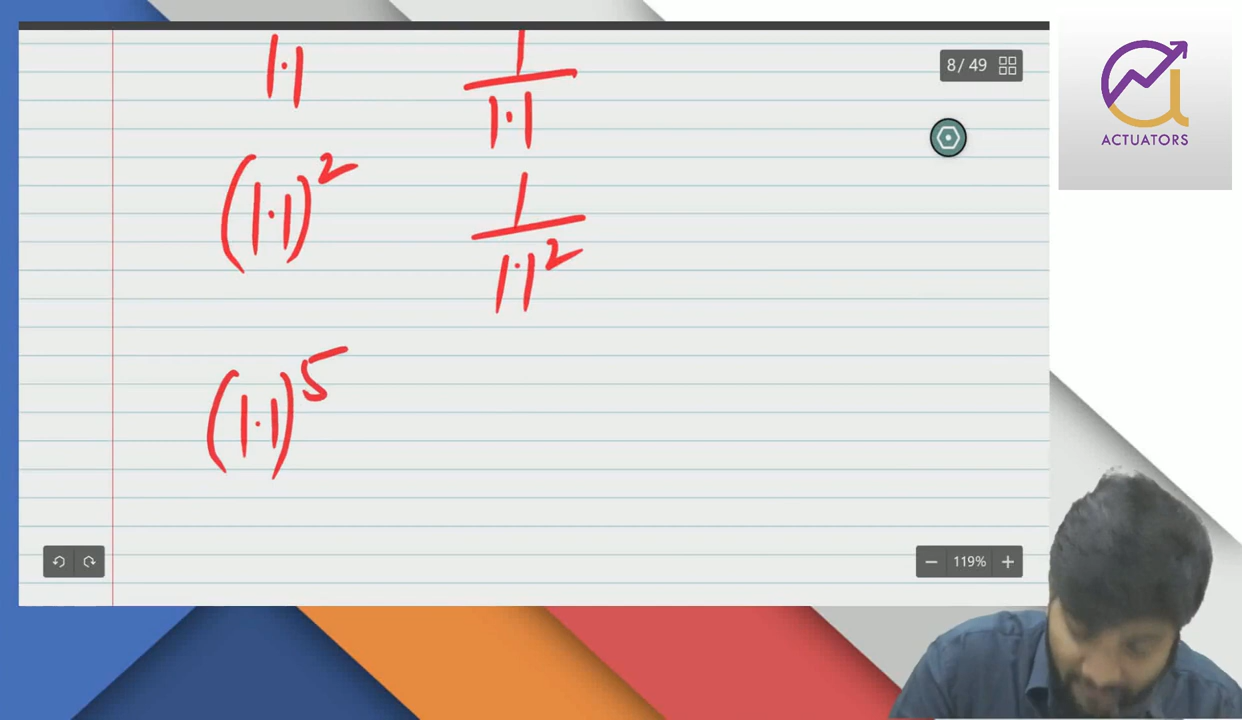 1.1 1/1.1
8 / 49
ACTUATORS
(1.1)² 1/1.1²
(1.1)⁵
119%